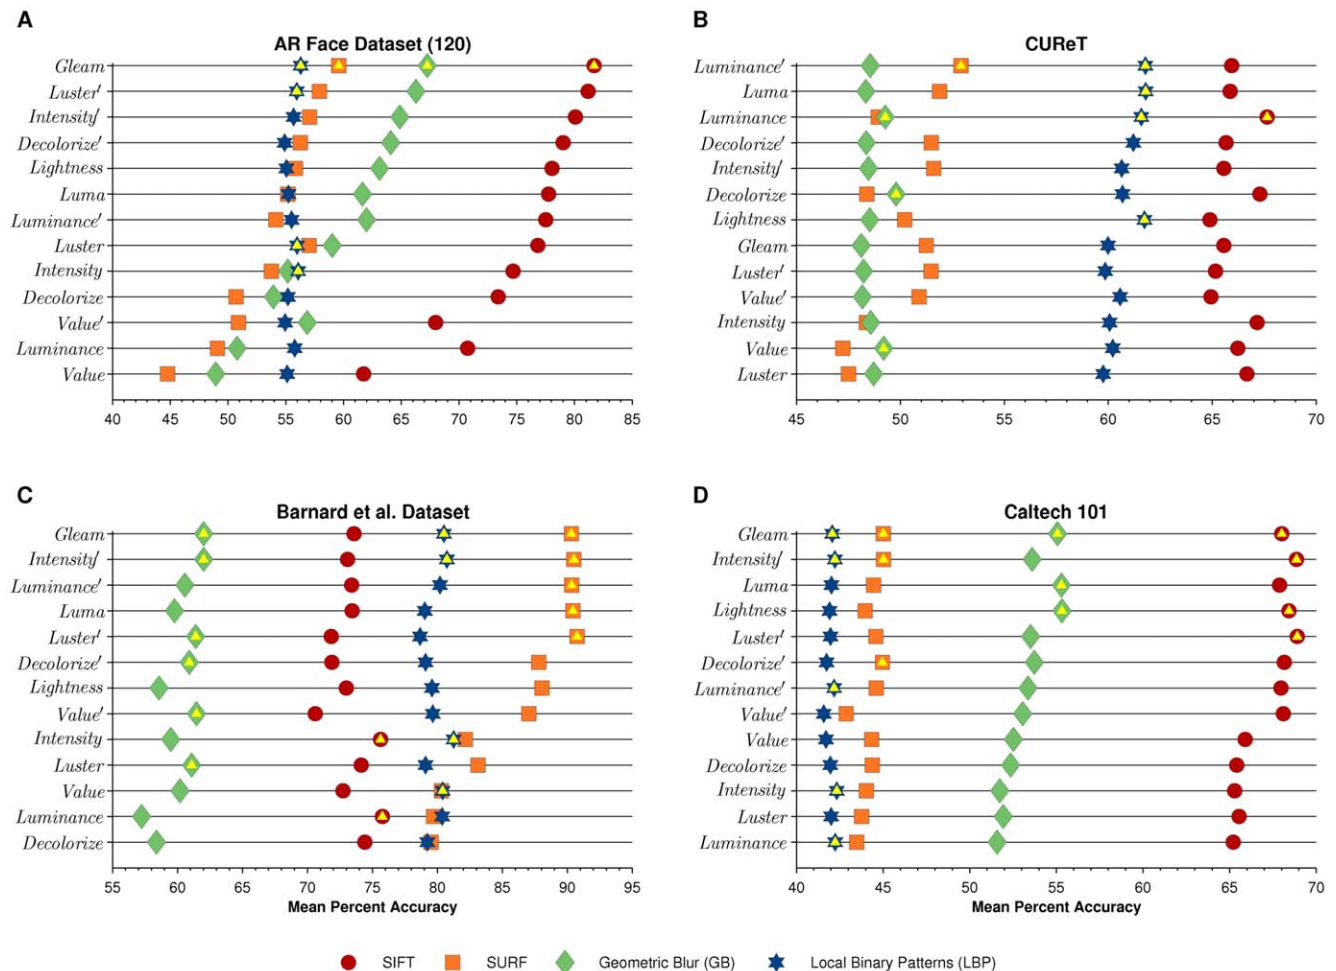 A
AR Face Dataset (120)
Gleam
Luster′
Intensity′
Decolorize′
Lightness
Luma
Luminance′
Luster
Intensity
Decolorize
Value′
Luminance
Value
40 45 50 55 60 65 70 75 80 85
B
CUReT
Luminance′
Luma
Luminance
Decolorize′
Intensity′
Decolorize
Lightness
Gleam
Luster′
Value′
Intensity
Value
Luster
45 50 55 60 65 70
C
Barnard et al. Dataset
Gleam
Intensity′
Luminance′
Luma
Luster′
Decolorize′
Lightness
Value′
Intensity
Luster
Value
Luminance
Decolorize
55 60 65 70 75 80 85 90 95
Mean Percent Accuracy
D
Caltech 101
Gleam
Intensity′
Luma
Lightness
Luster′
Decolorize′
Luminance′
Value′
Value
Decolorize
Intensity
Luster
Luminance
40 45 50 55 60 65 70
Mean Percent Accuracy
SIFT SURF Geometric Blur (GB) Local Binary Patterns (LBP)